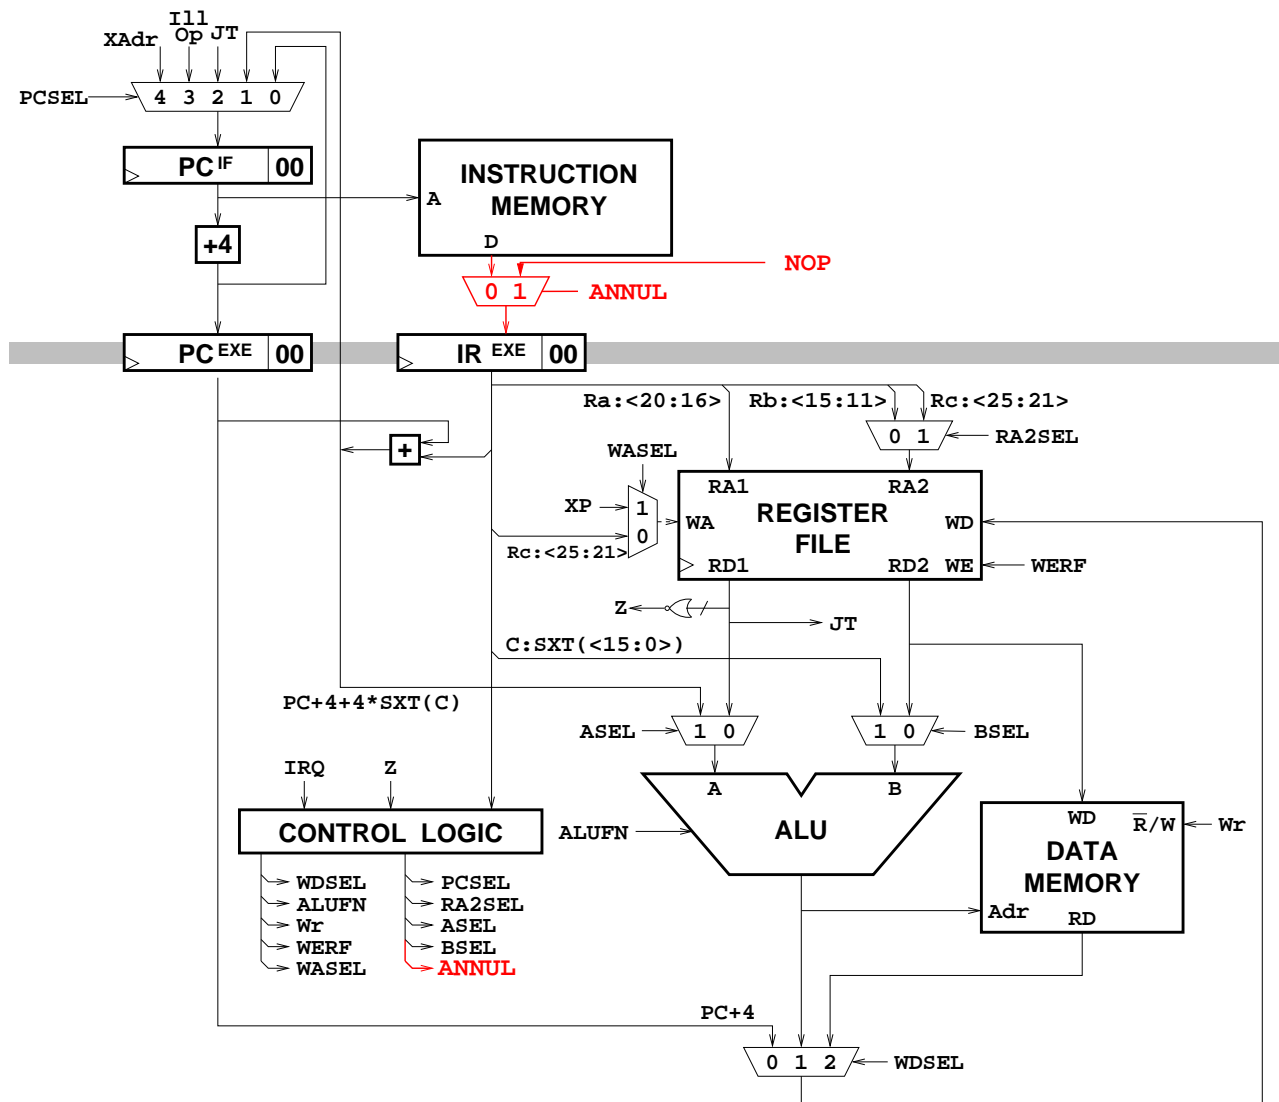 Ill
XAdr Op JT
PCSEL 4 3 2 1 0
PC IF 00
INSTRUCTION
MEMORY
A
D
+4
NOP
0 1 ANNUL
PC EXE 00
IR EXE 00
Ra:<20:16> Rb:<15:11> Rc:<25:21>
0 1 RA2SEL
+
WASEL
RA1 RA2
XP 1
REGISTER
FILE
WA WD
0
Rc:<25:21>
RD1 RD2 WE WERF
Z
JT
C:SXT(<15:0>)
PC+4+4*SXT(C)
ASEL 1 0
1 0 BSEL
IRQ Z
A B
CONTROL LOGIC
ALUFN ALU
WD R/W Wr
DATA
MEMORY
Adr
RD
WDSEL PCSEL
ALUFN RA2SEL
Wr ASEL
WERF BSEL
WASEL ANNUL
PC+4
0 1 2 WDSEL